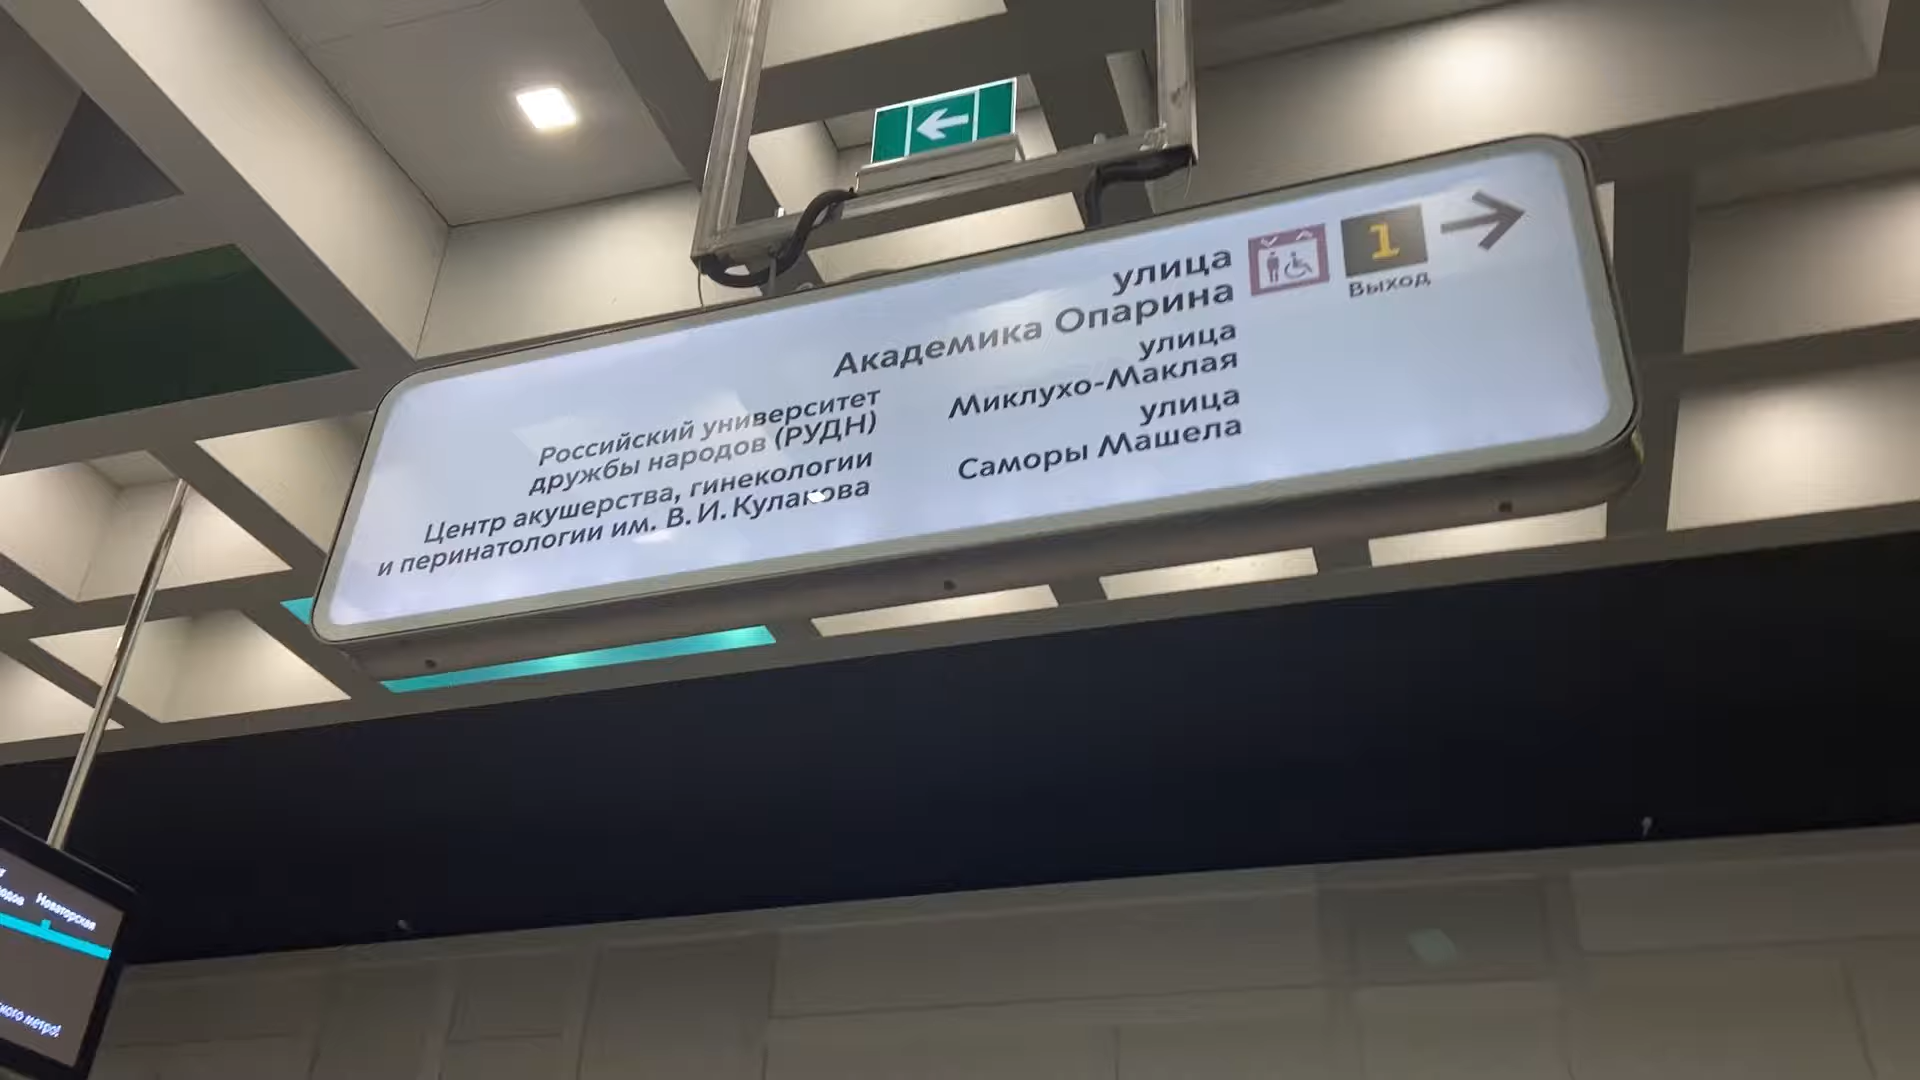 улица
Академика Опарина
1
Выход
улица
Миклухо-Маклая
улица
Саморы Машела
Российский университет
дружбы народов (РУДН)
Центр акушерства, гинекологии
и перинатологии им. В. И. Кулакова
Новаторская
метро!